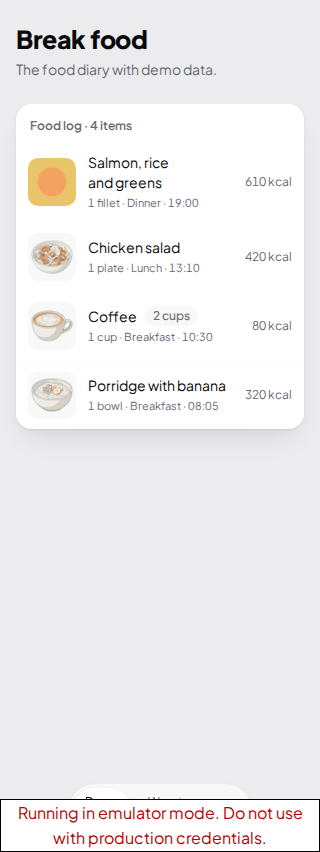 Break food
The food diary with demo data.
Food log · 4 items
Salmon, rice
and greens
610 kcal
1 fillet · Dinner · 19:00
Chicken salad
420 kcal
1 plate · Lunch · 13:10
Coffee 2 cups
80 kcal
1 cup · Breakfast · 10:30
Porridge with banana
320 kcal
1 bowl · Breakfast · 08:05
Running in emulator mode. Do not use
with production credentials.